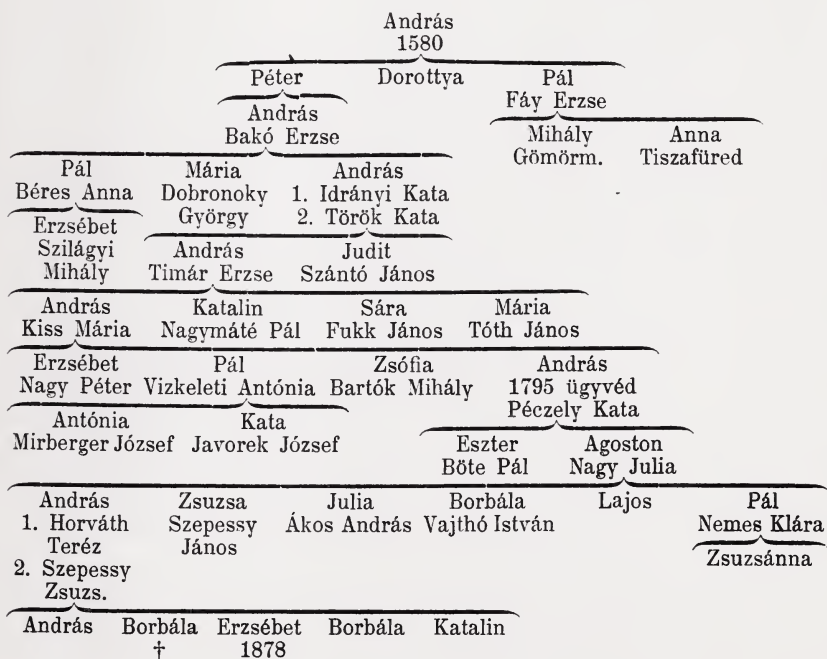 András
1580
Péter Dorottya Pál
Fáy Erzse
András
Bakó Erzse
Mihály Anna
Gömörm. Tiszafüred
Pál Mária András
Béres Anna Dobronoky 1. Idrányi Kata
György 2. Török Kata
Erzsébet
Szilágyi András Judit
Mihály Timár Erzse Szántó János
András Katalin Sára Mária
Kiss Mária Nagymáté Pál Fukk János Tóth János
Erzsébet Pál Zsófia András
Nagy Péter Vizkeleti Antónia Bartók Mihály 1795 ügyvéd
Péczely Kata
Antónia Kata
Mirberger József Javorek József
Eszter Agoston
Böte Pál Nagy Julia
András Zsuzsa Julia Borbála Lajos Pál
1. Horváth Szepessy Ákos András Vajthó István Nemes Klára
Teréz János
2. Szepessy Zsuzsánna
Zsuzs.
András Borbála Erzsébet Borbála Katalin
† 1878